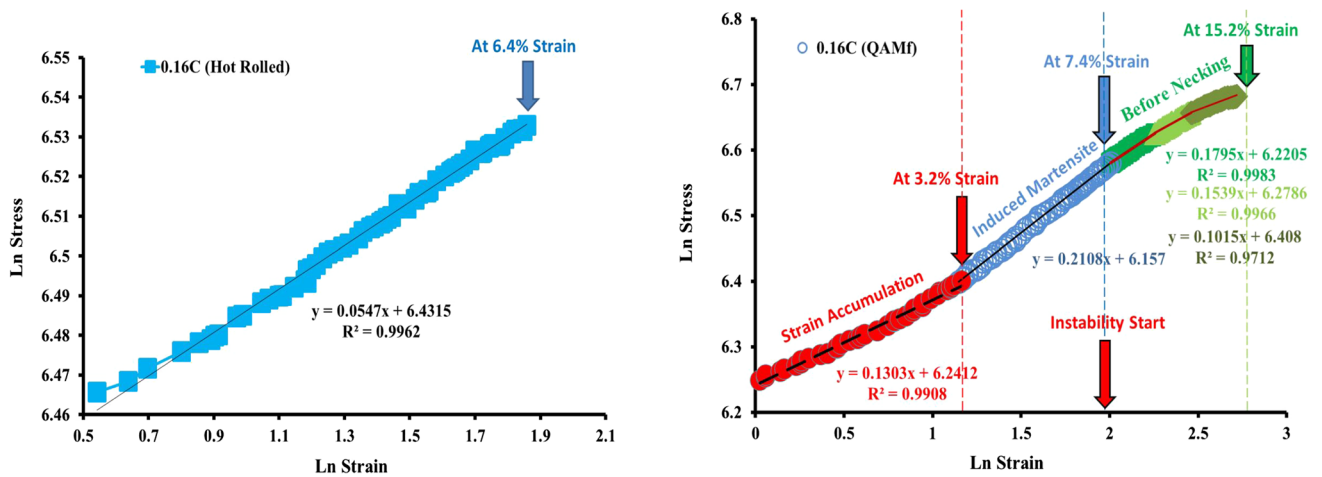 At 6.4% Strain
0.16C (Hot Rolled)
6.55
6.54
6.53
6.52
6.51
6.5
6.49
6.48
6.47
6.46
Ln Stress
y = 0.0547x + 6.4315
R² = 0.9962
0.5
0.7
0.9
1.1
1.3
1.5
1.7
1.9
2.1
Ln Strain
6.8
6.7
6.6
6.5
6.4
6.3
6.2
Ln Stress
0.16C (QAMf)
At 15.2% Strain
At 7.4% Strain
Before Necking
At 3.2% Strain
Induced Martensite
Strain Accumulation
y = 0.1795x + 6.2205
R² = 0.9983
y = 0.1539x + 6.2786
R² = 0.9966
y = 0.1015x + 6.408
R² = 0.9712
y = 0.2108x + 6.157
Instability Start
y = 0.1303x + 6.2412
R² = 0.9908
0
0.5
1
1.5
2
2.5
3
Ln Strain